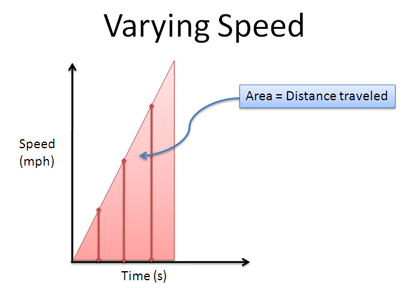 Varying Speed
Area = Distance traveled
Speed
(mph)
Time (s)